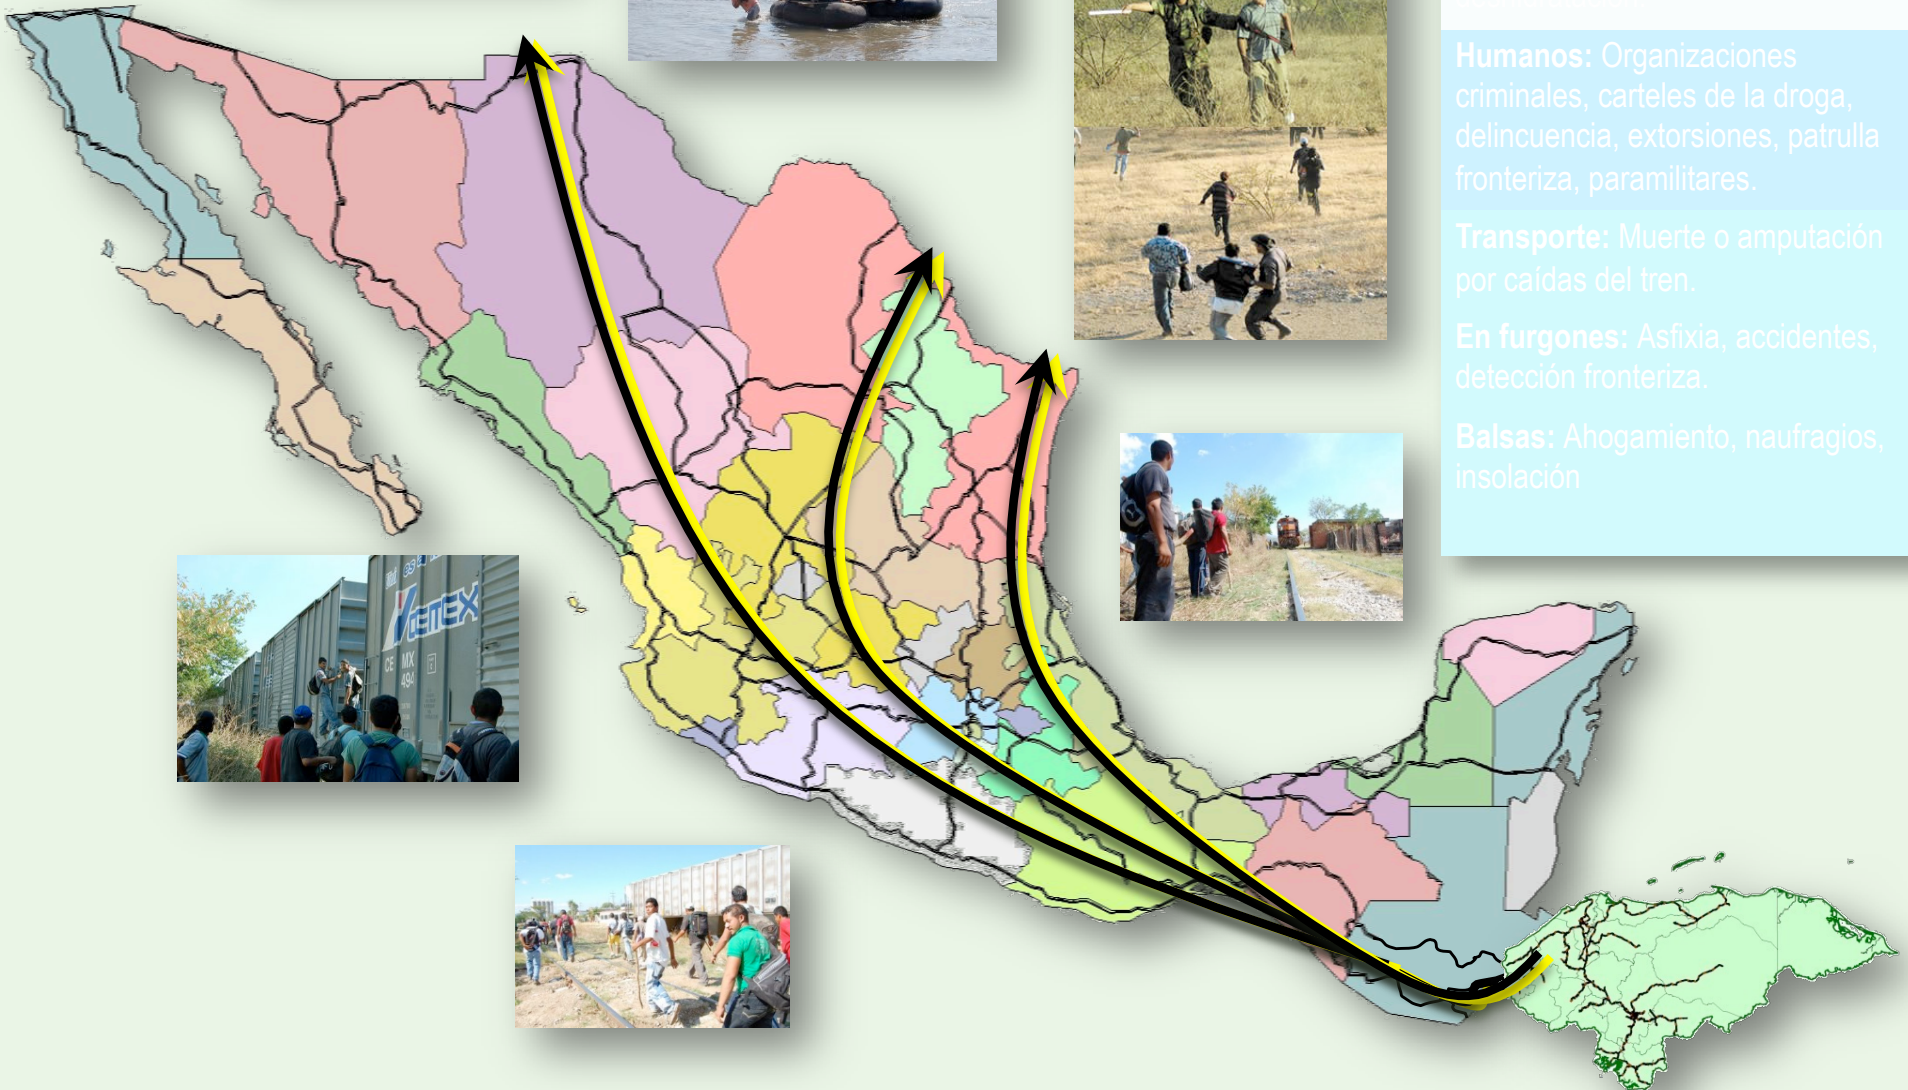 Humanos: Organizaciones
criminales, carteles de la droga,
delincuencia, extorsiones, patrulla
fronteriza, paramilitares.
Transporte: Muerte o amputación
por caídas del tren.
En furgones: Asfixia, accidentes,
detección fronteriza.
Balsas: Ahogamiento, naufragios,
insolación
CE MX
494